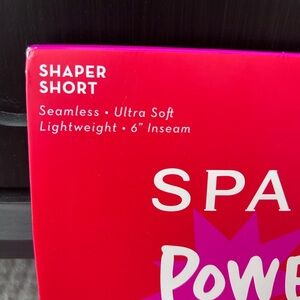 SHAPER
SHORT
Seamless • Ultra Soft
Lightweight • 6" Inseam
SPA
POWE